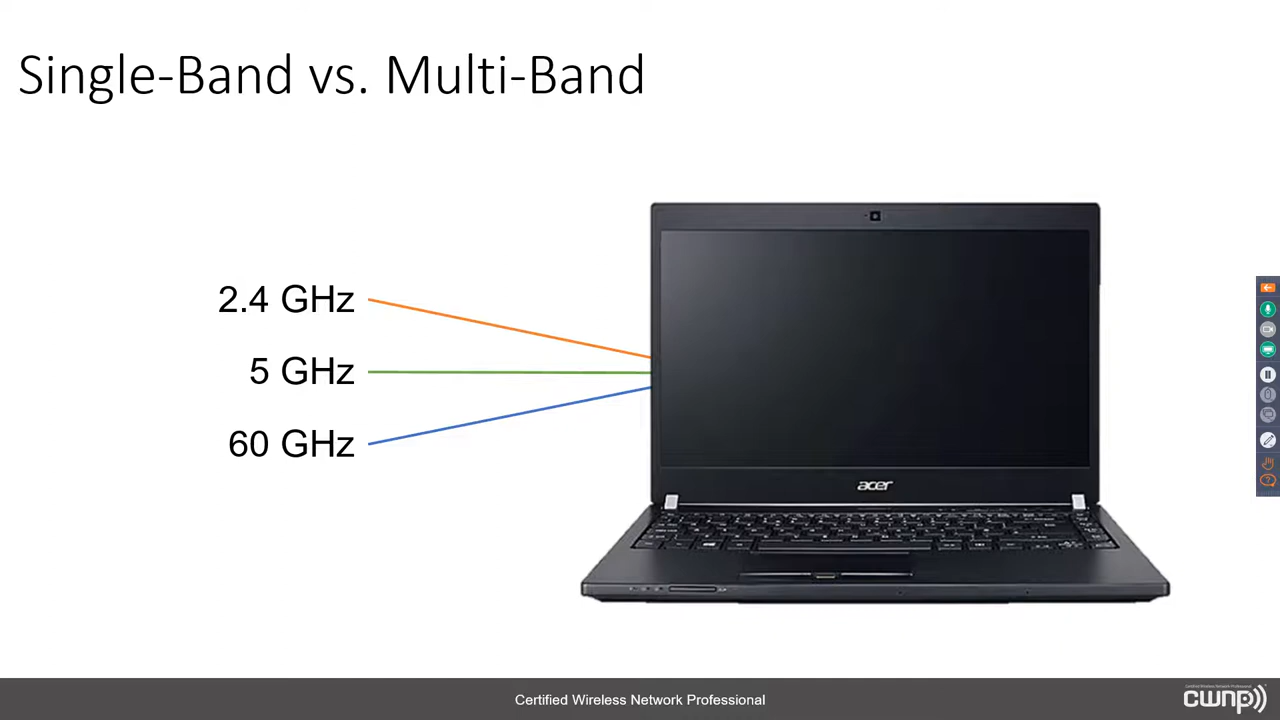 Single-Band vs. Multi-Band
2.4 GHz
5 GHz
60 GHz
acer
Certified Wireless Network Professional
cwnp